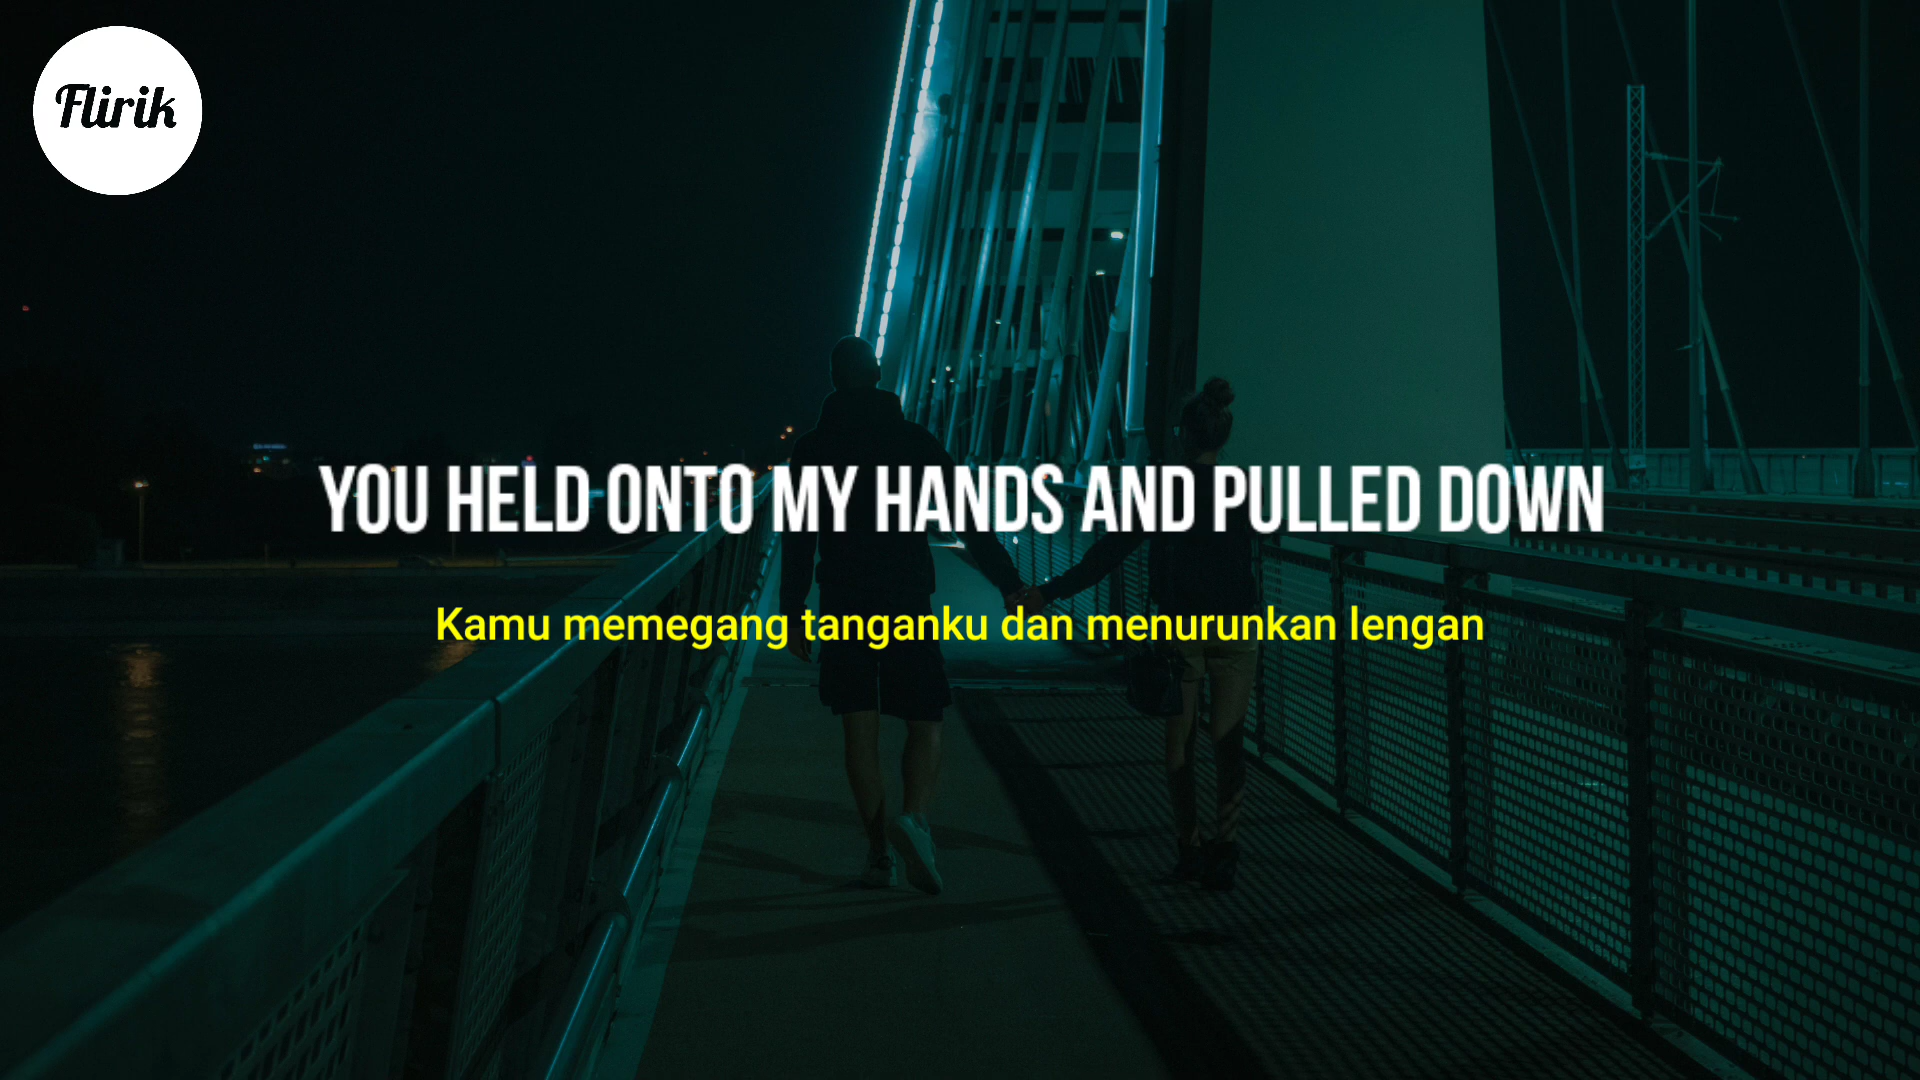 Flirik
YOU HELD ONTO MY HANDS AND PULLED DOWN
Kamu memegang tanganku dan menurunkan lengan